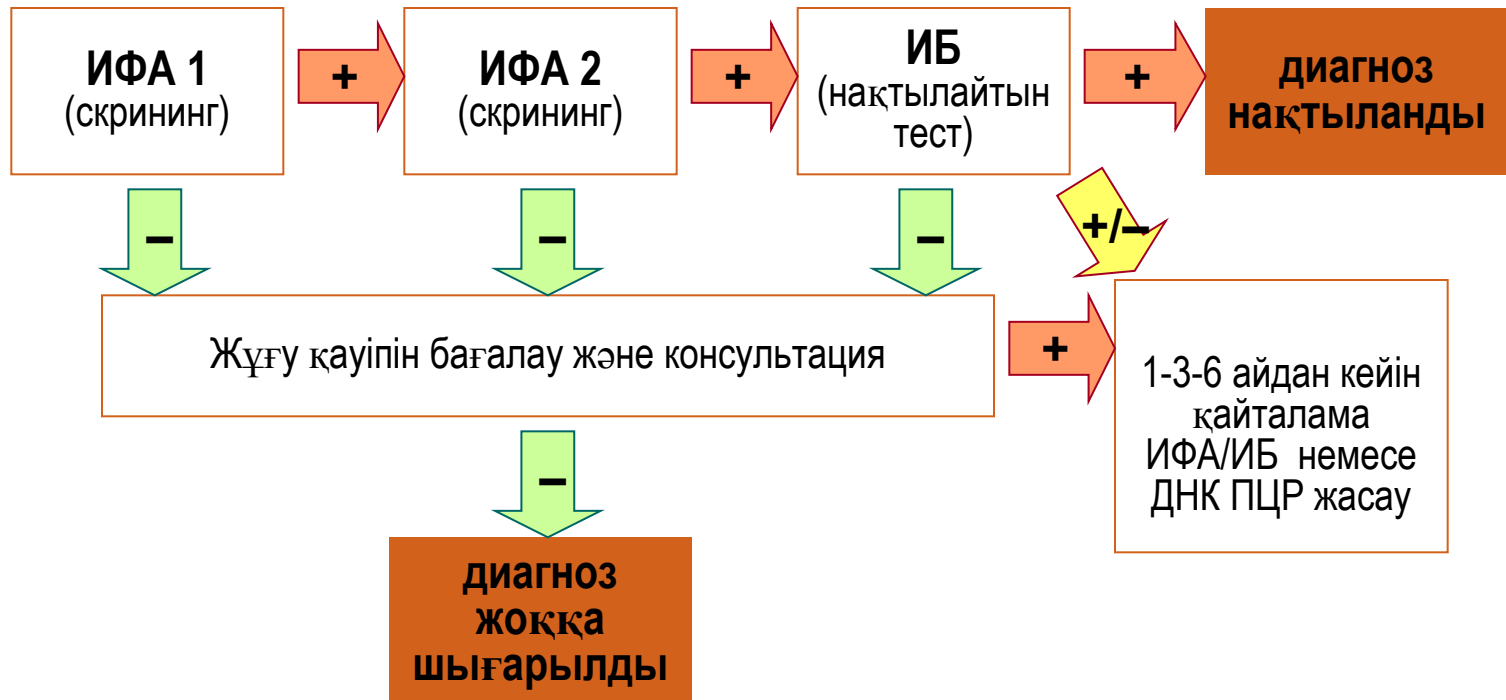 ИФА 1
(скрининг)
+
ИФА 2
(скрининг)
+
ИБ
(нақтылайтын
тест)
+
диагноз
нақтыланды
–
–
–
+/–
Жұғу қауіпін бағалау және консультация
+
1-3-6 айдан кейін
қайталама
ИФА/ИБ немесе
ДНК ПЦР жасау
–
диагноз
жоққа
шығарылды